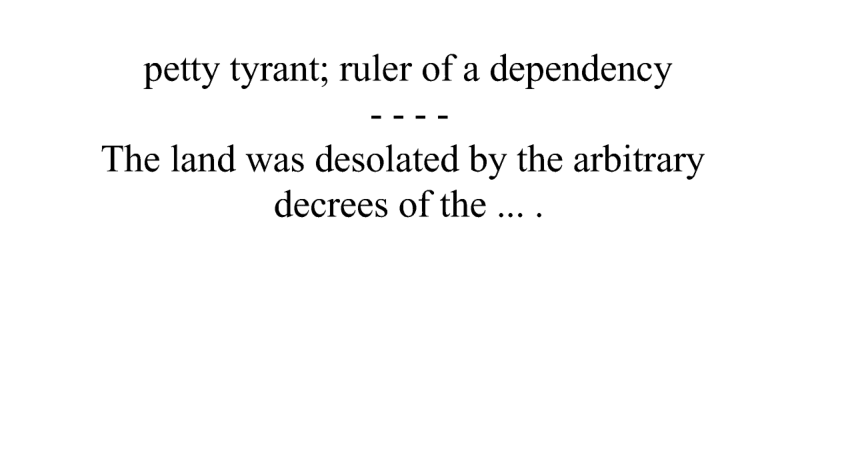 petty tyrant; ruler of a dependency
- - - -
The land was desolated by the arbitrary
decrees of the ... .